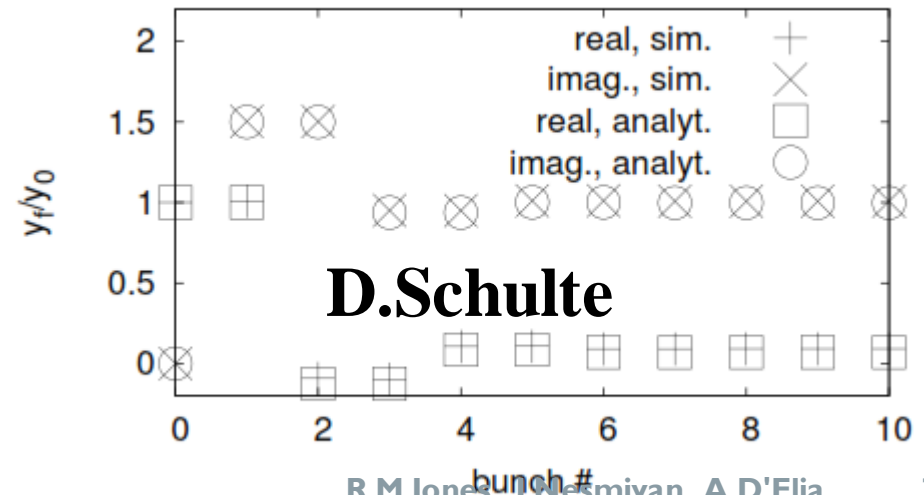 2
1.5
1
0.5
0
y_f/y_0
real, sim.
imag., sim.
real, analyt.
imag., analyt.
D.Schulte
0 2 4 6 8 10
bunch #
R.M.Jones, I.Nesmiyan, A.D'Elia